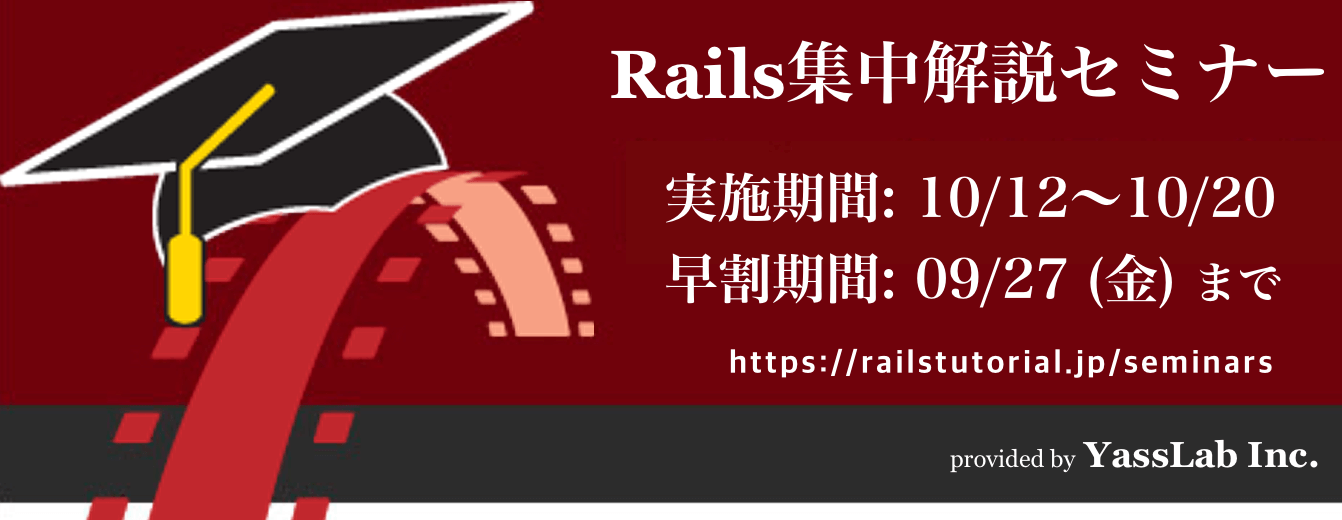 Rails集中解説セミナー
実施期間: 10/12〜10/20
早割期間: 09/27 (金) まで
https://railstutorial.jp/seminars
provided by YassLab Inc.